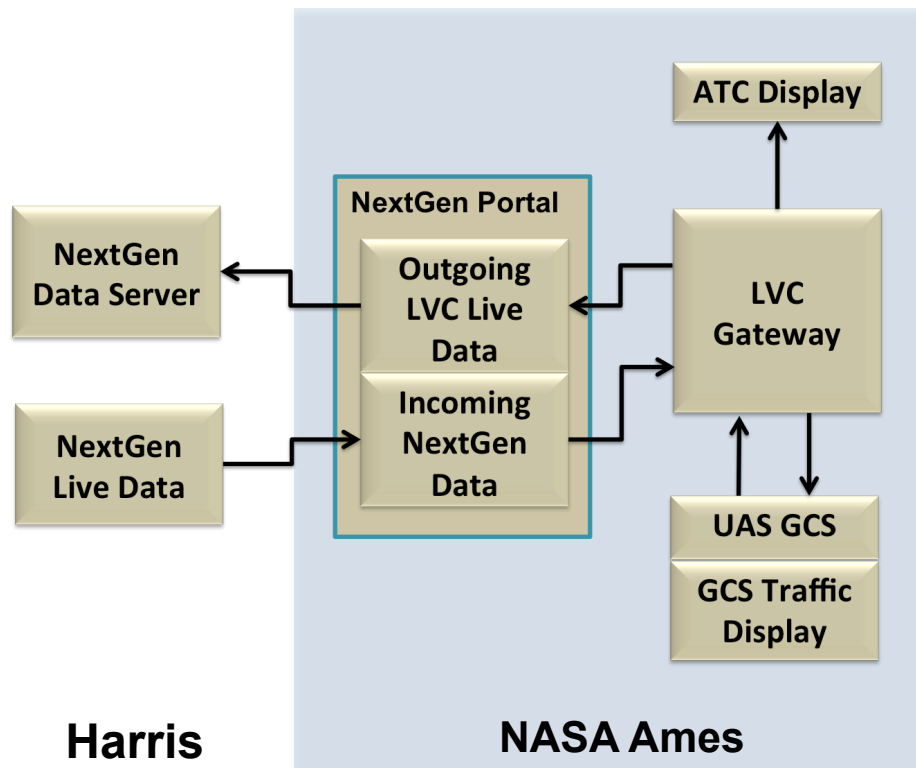 ATC Display
NextGen Portal
NextGen
Data Server
Outgoing
LVC Live
Data
LVC
Gateway
NextGen
Live Data
Incoming
NextGen
Data
UAS GCS
GCS Traffic
Display
Harris
NASA Ames